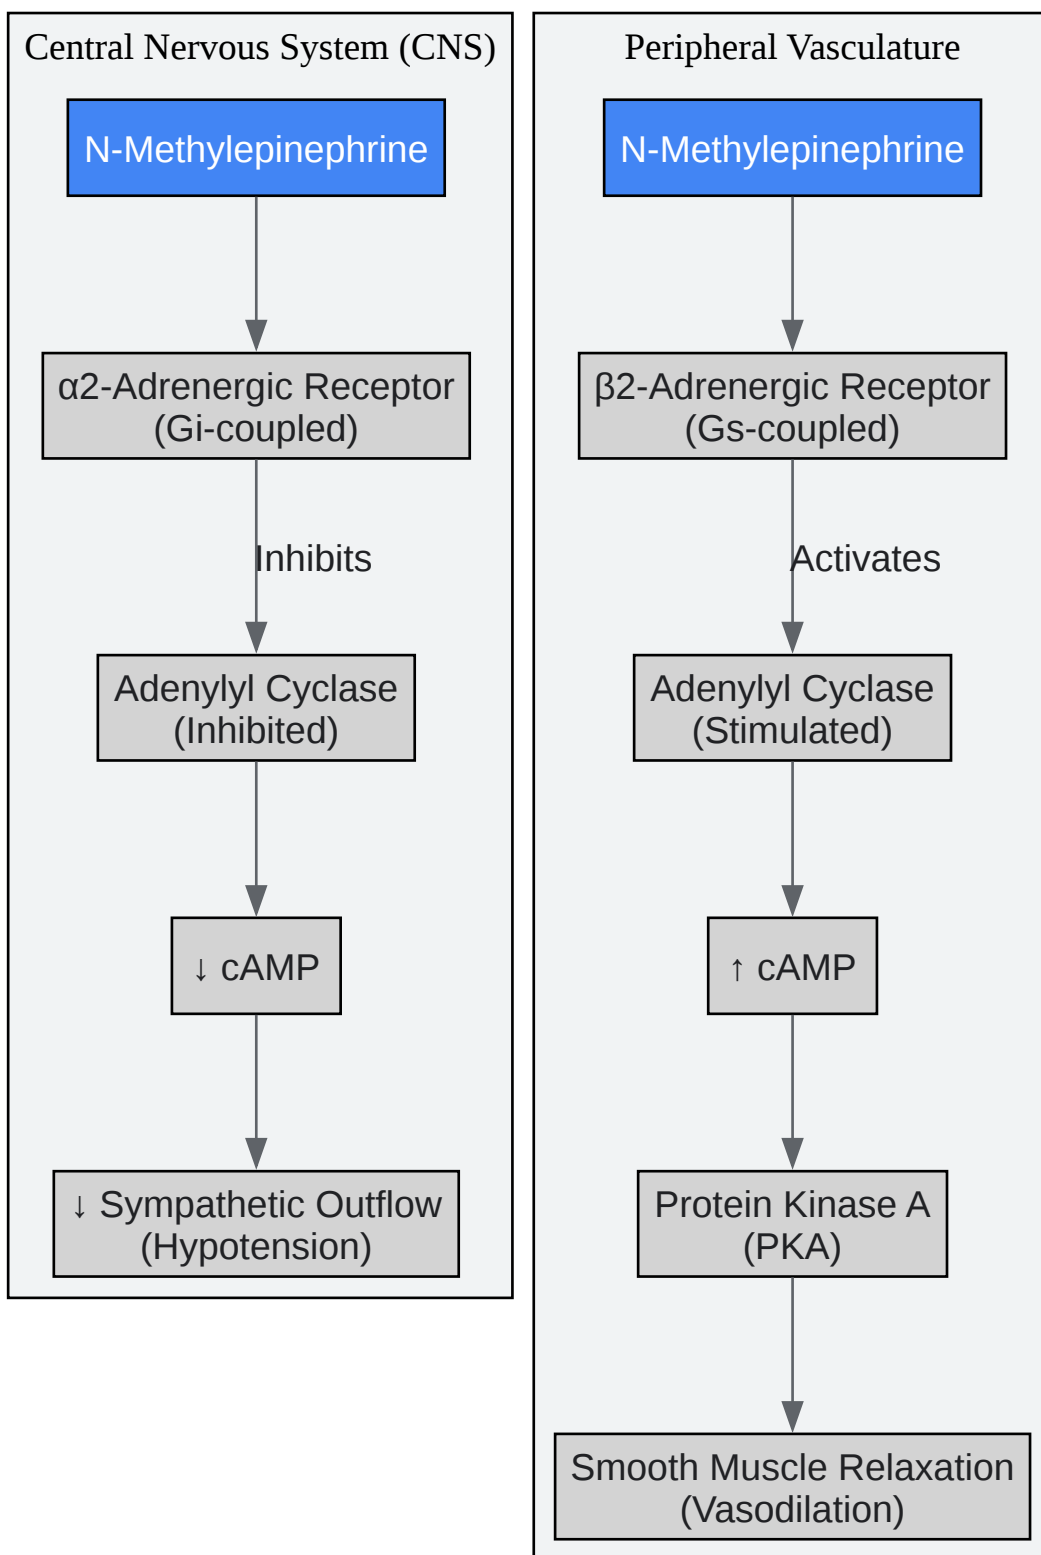 Central Nervous System (CNS)
N-Methylepinephrine
α2-Adrenergic Receptor
(Gi-coupled)
Inhibits
Adenylyl Cyclase
(Inhibited)
↓ cAMP
↓ Sympathetic Outflow
(Hypotension)
Peripheral Vasculature
N-Methylepinephrine
β2-Adrenergic Receptor
(Gs-coupled)
Activates
Adenylyl Cyclase
(Stimulated)
↑ cAMP
Protein Kinase A
(PKA)
Smooth Muscle Relaxation
(Vasodilation)